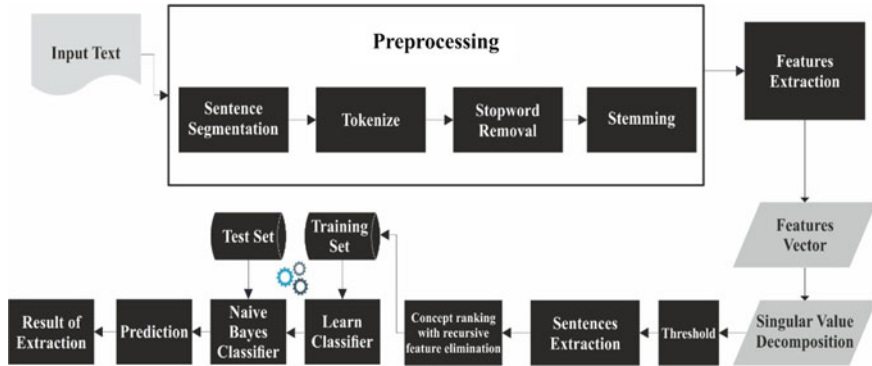 Input Text
Preprocessing
Sentence
Segmentation
Tokenize
Stopword
Removal
Stemming
Features
Extraction
Features
Vector
Singular Value
Decomposition
Threshold
Sentences
Extraction
Concept ranking
with recursive
feature elimination
Training
Set
Test Set
Learn
Classifier
Naive
Bayes
Classifier
Prediction
Result of
Extraction